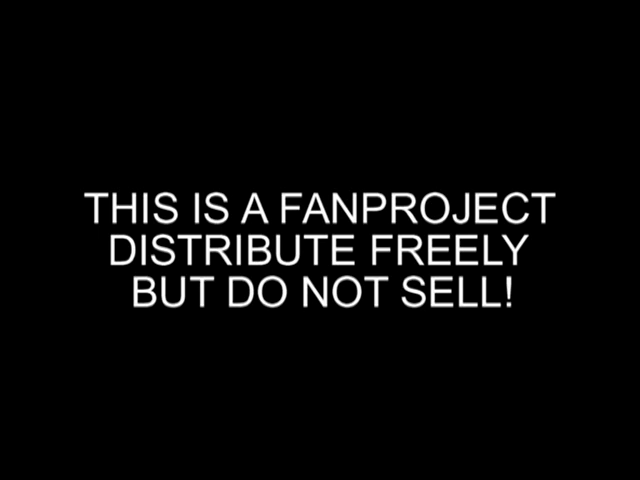 THIS IS A FANPROJECT
DISTRIBUTE FREELY
BUT DO NOT SELL!